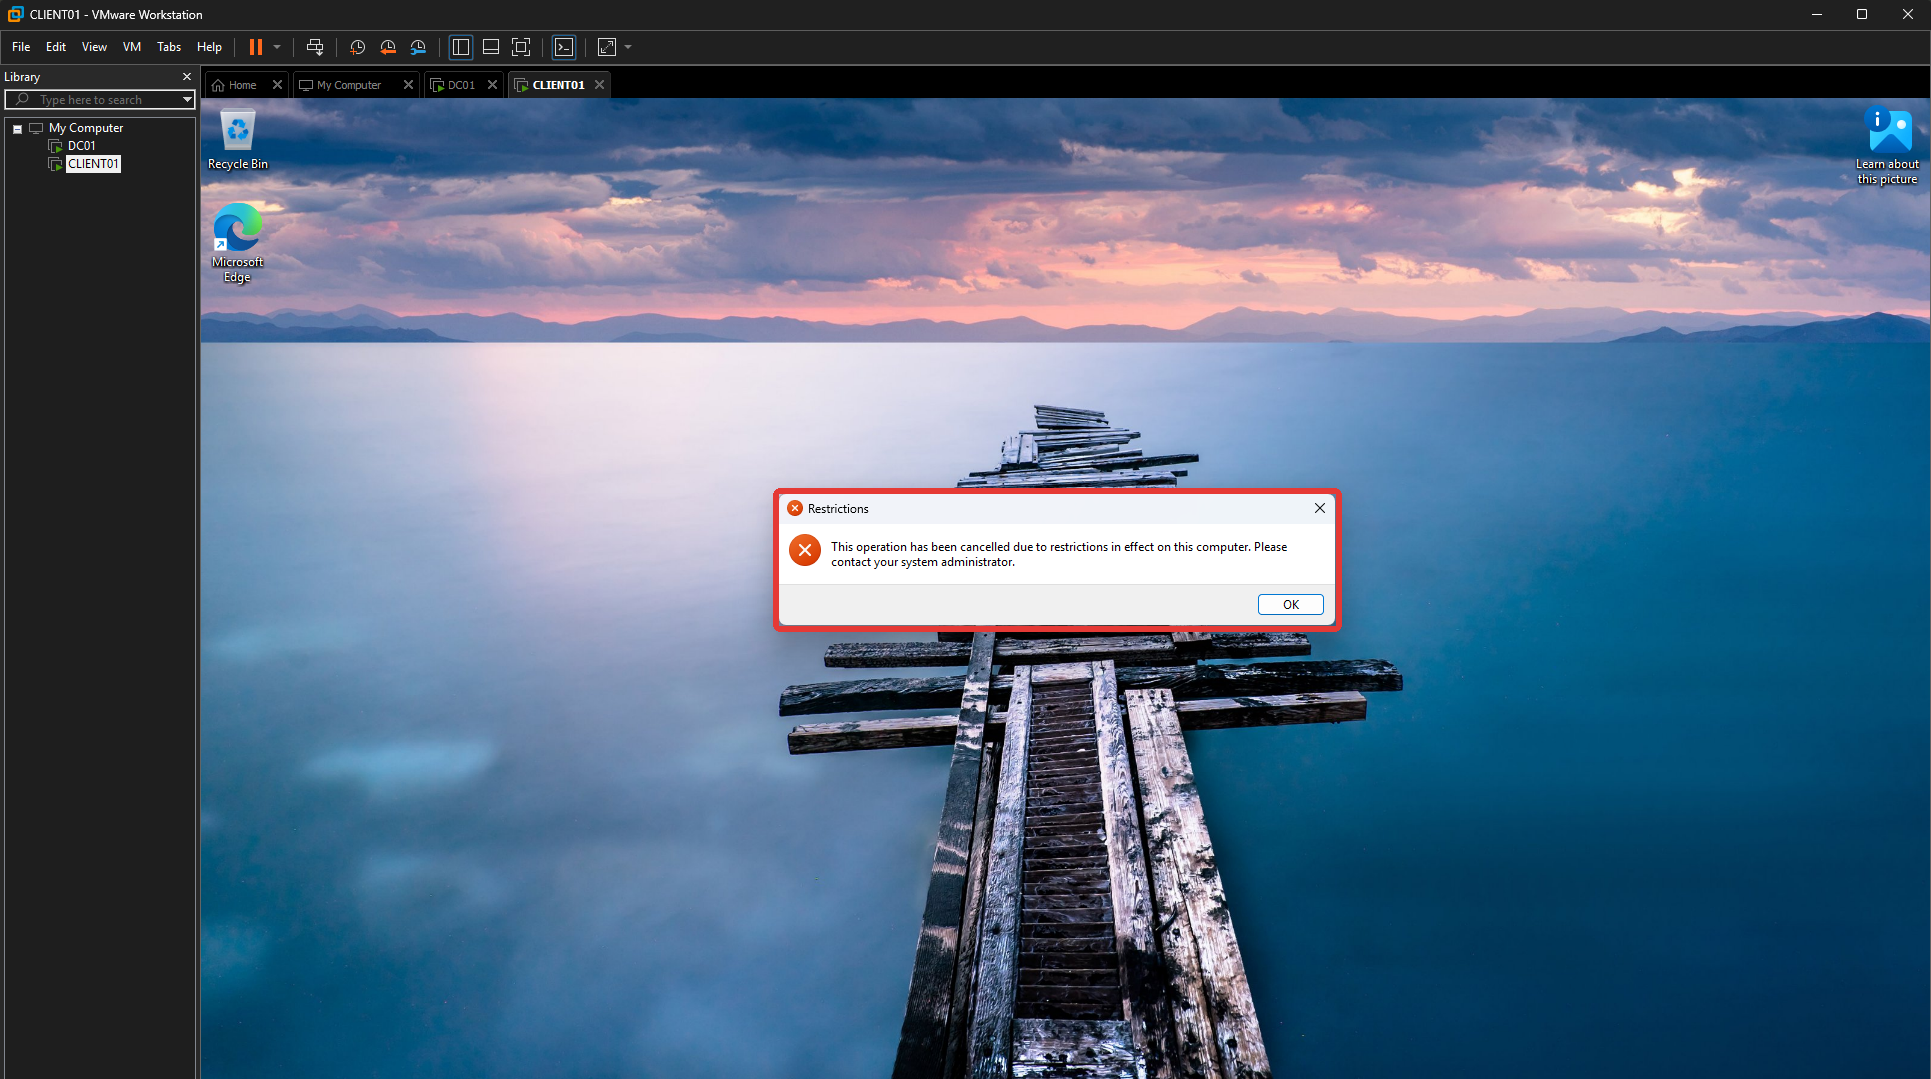 CLIENT01 - VMware Workstation
File Edit View VM Tabs Help
Library
Type here to search
My Computer
DC01
CLIENT01
Home
My Computer
DC01
CLIENT01
Recycle Bin
Microsoft
Edge
Learn about
this picture
Restrictions
This operation has been cancelled due to restrictions in effect on this computer. Please
contact your system administrator.
OK